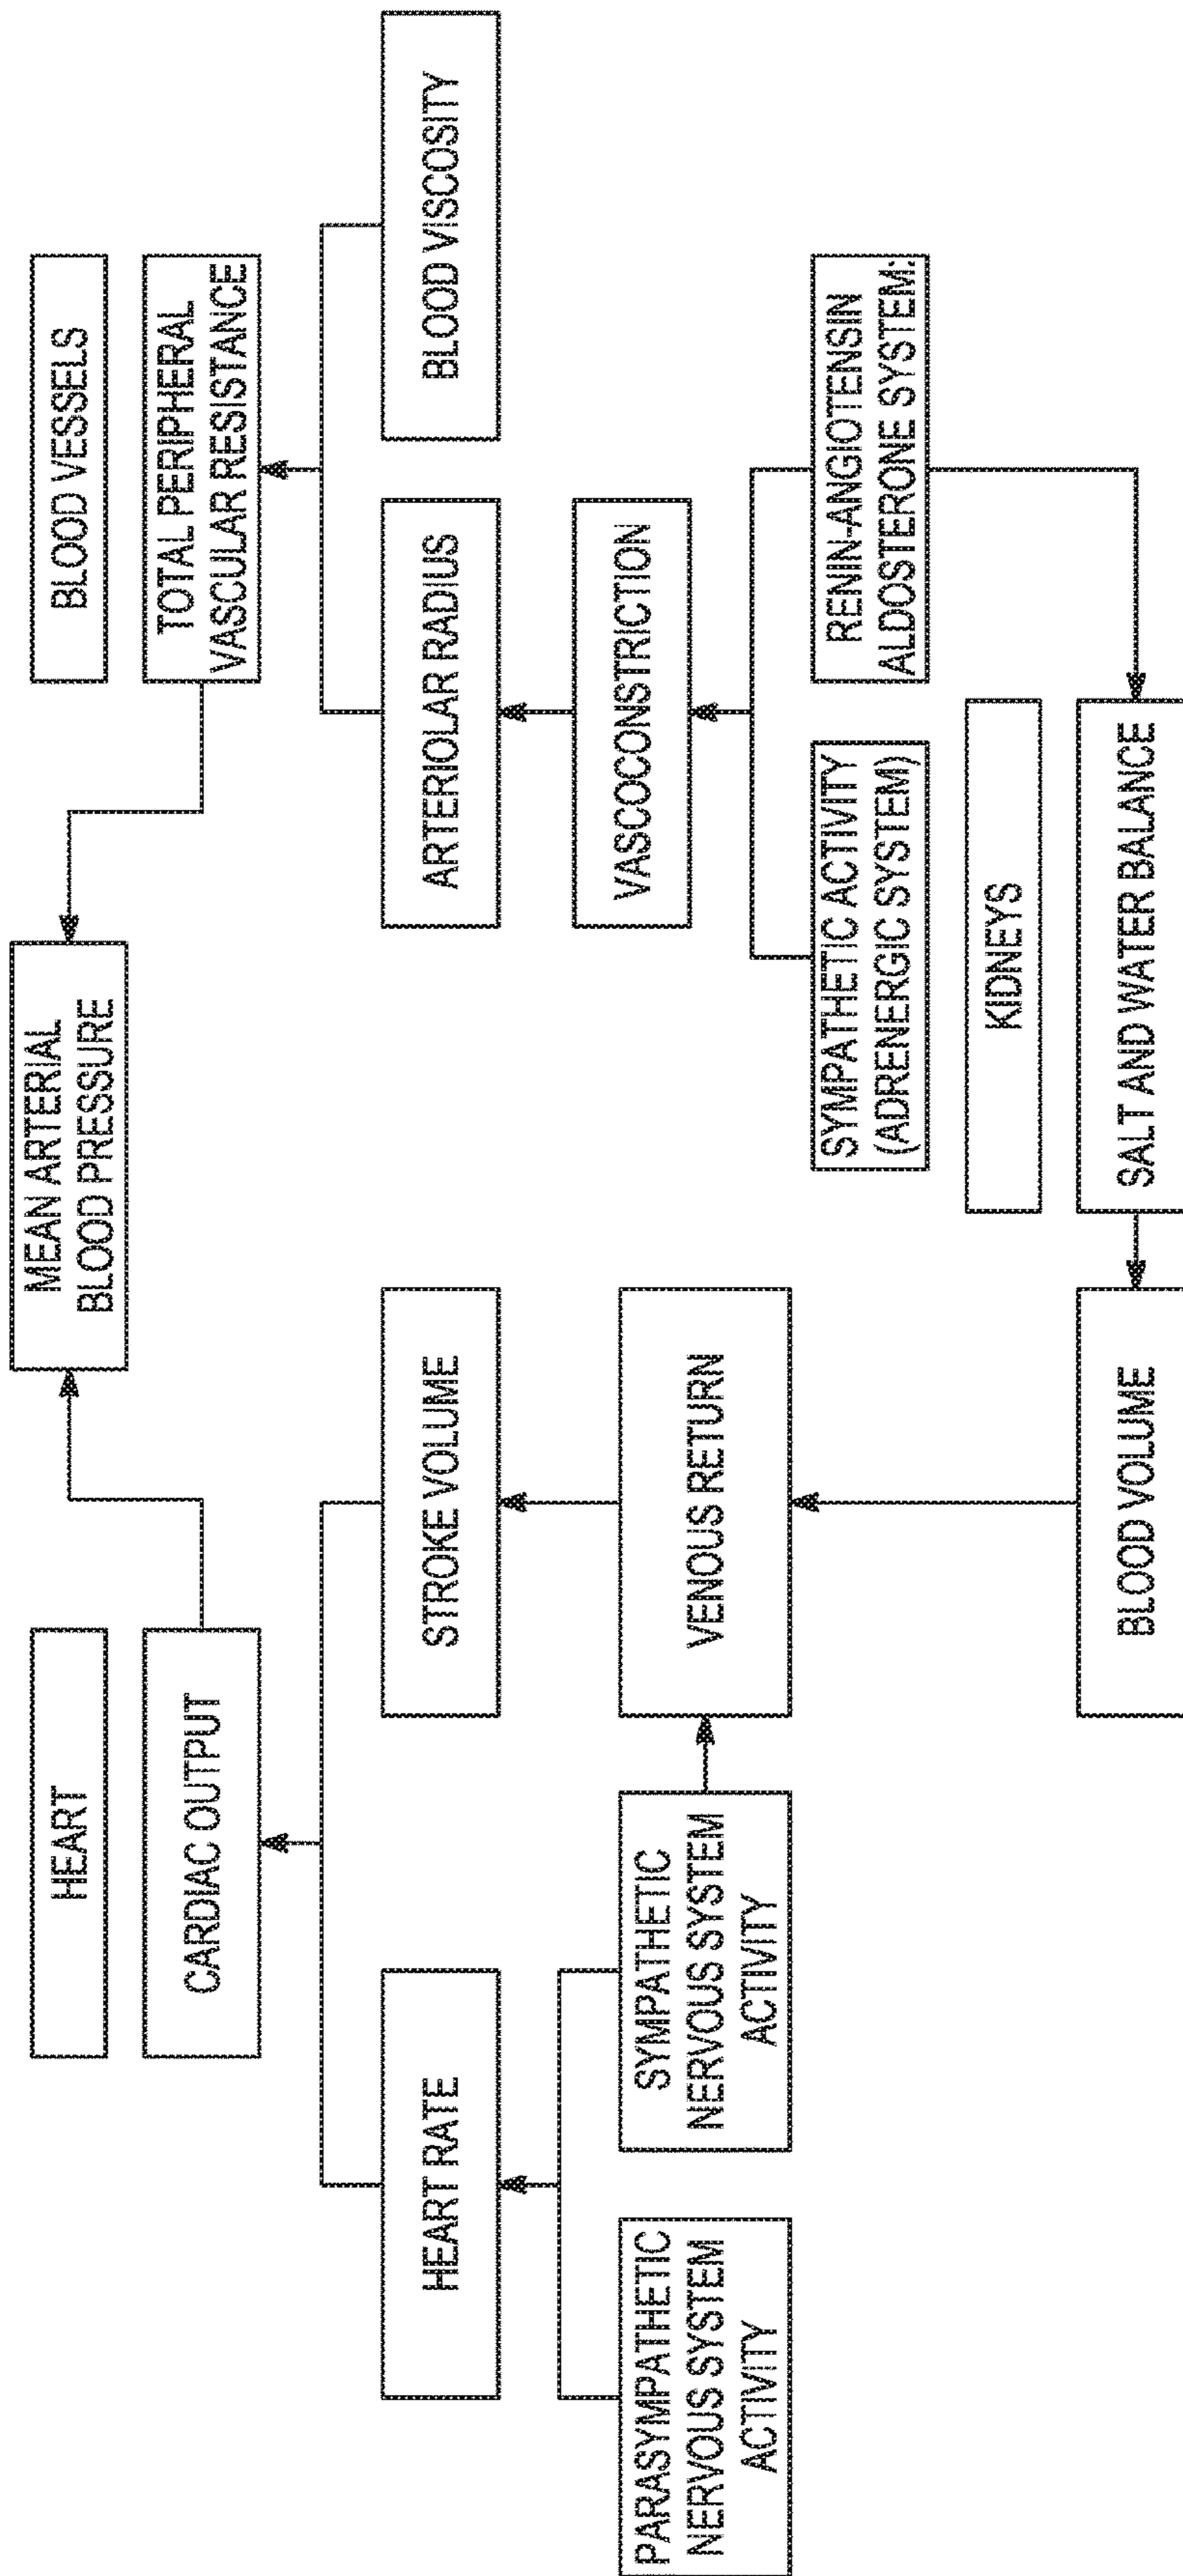 MEAN ARTERIAL
BLOOD PRESSURE
HEART
BLOOD VESSELS
CARDIAC OUTPUT
TOTAL PERIPHERAL
VASCULAR RESISTANCE
HEART RATE
STROKE VOLUME
ARTERIOLAR RADIUS
BLOOD VISCOSITY
VASOCONSTRICTION
PARASYMPATHETIC
NERVOUS SYSTEM
ACTIVITY
SYMPATHETIC
NERVOUS SYSTEM
ACTIVITY
VENOUS RETURN
SYMPATHETIC ACTIVITY
(ADRENERGIC SYSTEM)
RENIN-ANGIOTENSIN
ALDOSTERONE SYSTEM:
KIDNEYS
BLOOD VOLUME
SALT AND WATER BALANCE